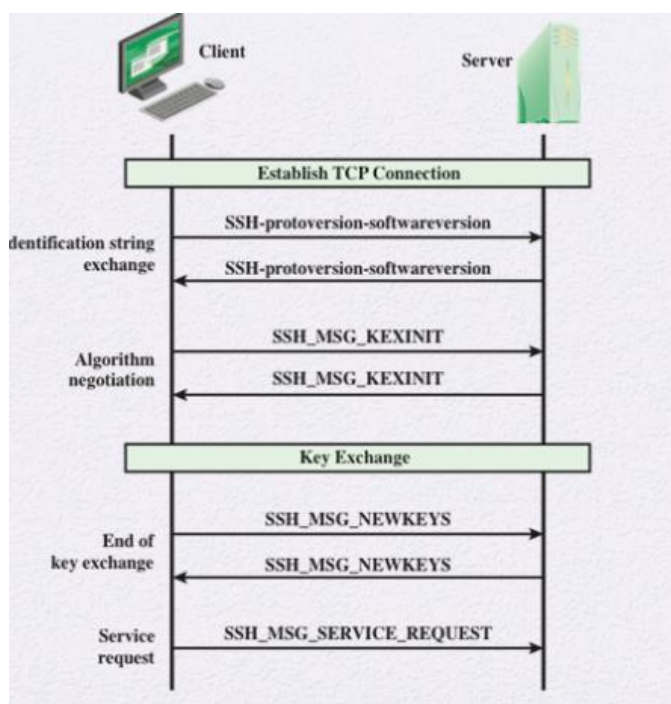 Client
Server
Establish TCP Connection
SSH-protoversion-softwareversion
dentification string
exchange
SSH-protoversion-softwareversion
SSH_MSG_KEXINIT
Algorithm
negotiation
SSH_MSG_KEXINIT
Key Exchange
SSH_MSG_NEWKEYS
End of
key exchange
SSH_MSG_NEWKEYS
Service
request
SSH_MSG_SERVICE_REQUEST